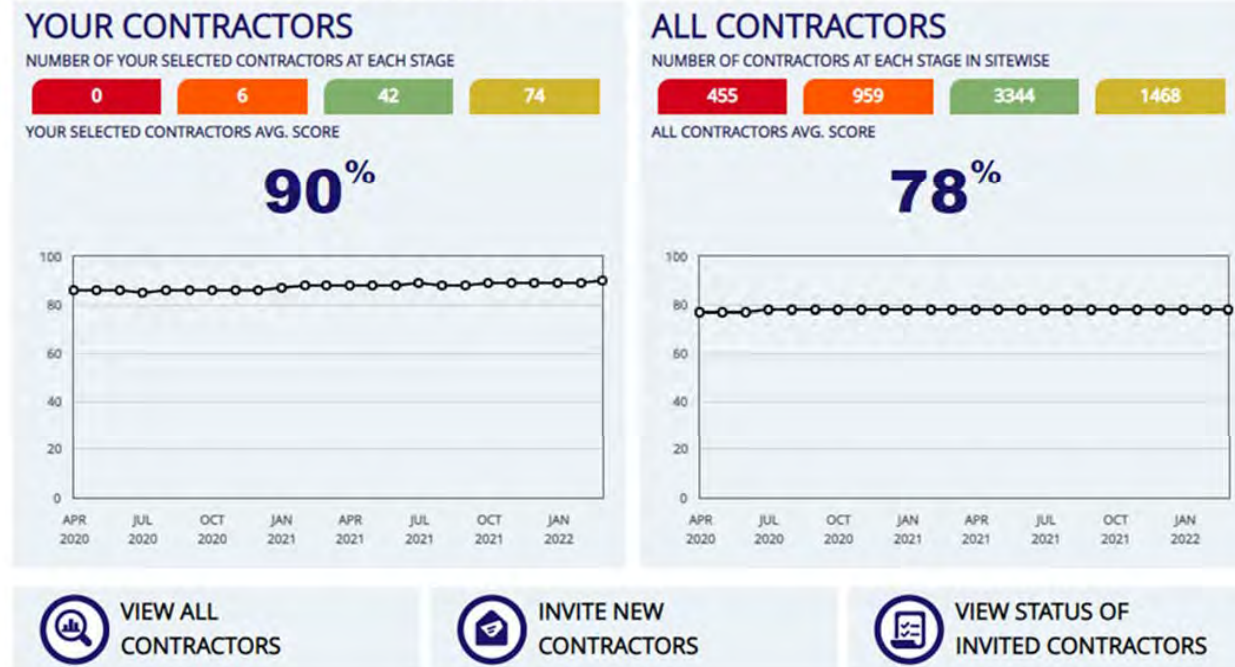 YOUR CONTRACTORS
NUMBER OF YOUR SELECTED CONTRACTORS AT EACH STAGE
0 6 42 74
YOUR SELECTED CONTRACTORS AVG. SCORE
90%
100
80
60
40
20
0
APR JUL OCT JAN APR JUL OCT JAN
2020 2020 2020 2021 2021 2021 2021 2022
ALL CONTRACTORS
NUMBER OF CONTRACTORS AT EACH STAGE IN SITEWISE
455 959 3344 1468
ALL CONTRACTORS AVG. SCORE
78%
100
80
60
40
20
0
APR JUL OCT JAN APR JUL OCT JAN
2020 2020 2020 2021 2021 2021 2021 2022
VIEW ALL
CONTRACTORS
INVITE NEW
CONTRACTORS
VIEW STATUS OF
INVITED CONTRACTORS